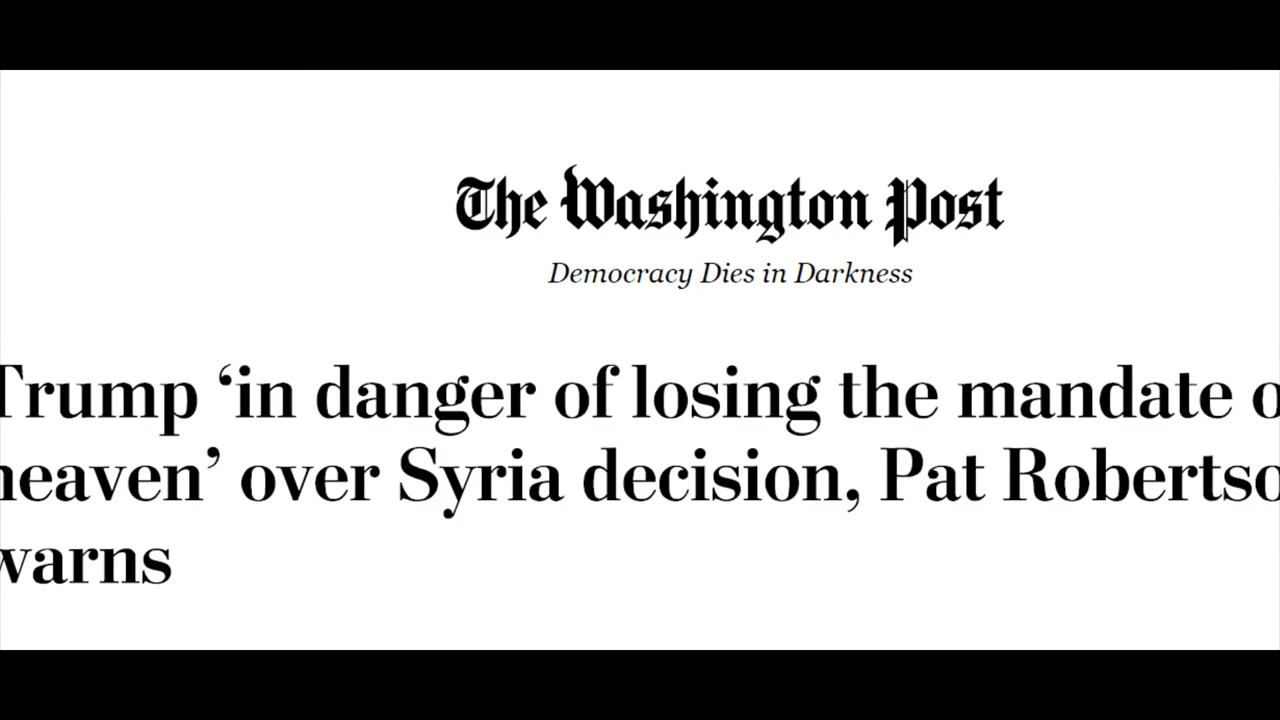 The Washington Post
Democracy Dies in Darkness
Trump ‘in danger of losing the mandate o
heaven’ over Syria decision, Pat Robertso
warns